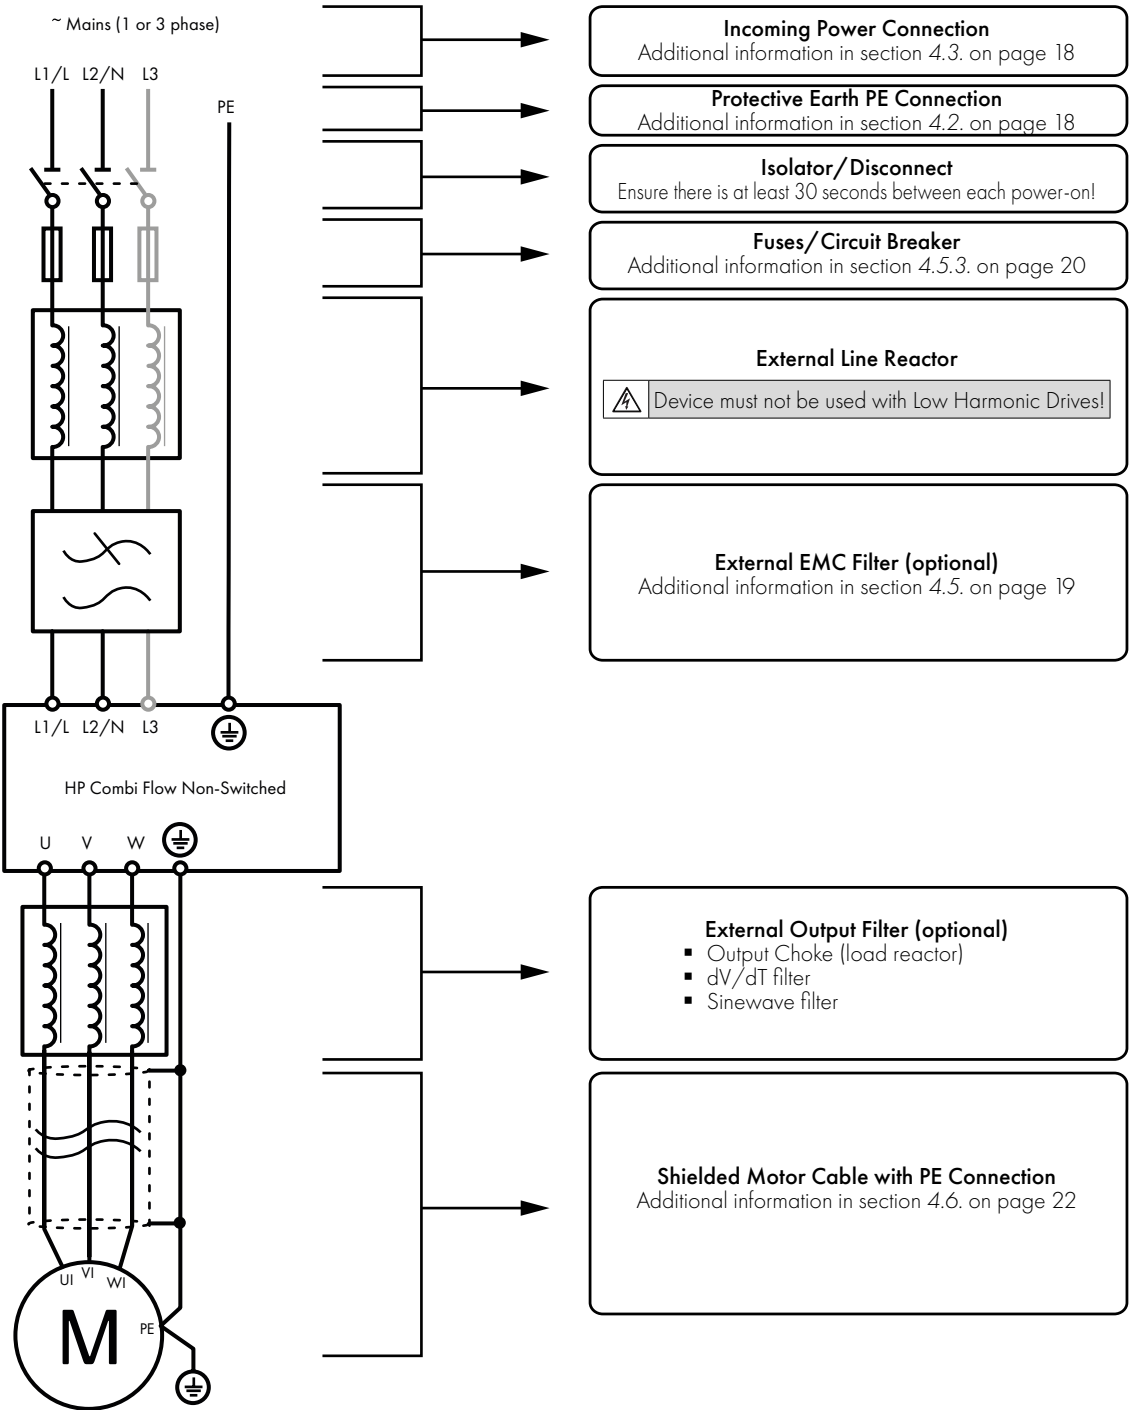 ~ Mains (1 or 3 phase)
L1/L L2/N L3
PE
Incoming Power Connection
Additional information in section 4.3. on page 18
Protective Earth PE Connection
Additional information in section 4.2. on page 18
Isolator/Disconnect
Ensure there is at least 30 seconds between each power-on!
Fuses/Circuit Breaker
Additional information in section 4.5.3. on page 20
External Line Reactor
Device must not be used with Low Harmonic Drives!
External EMC Filter (optional)
Additional information in section 4.5. on page 19
L1/L L2/N L3
HP Combi Flow Non-Switched
U V W
External Output Filter (optional)
▪ Output Choke (load reactor)
▪ dV/dT filter
▪ Sinewave filter
Shielded Motor Cable with PE Connection
Additional information in section 4.6. on page 22
UI VI WI
M
PE